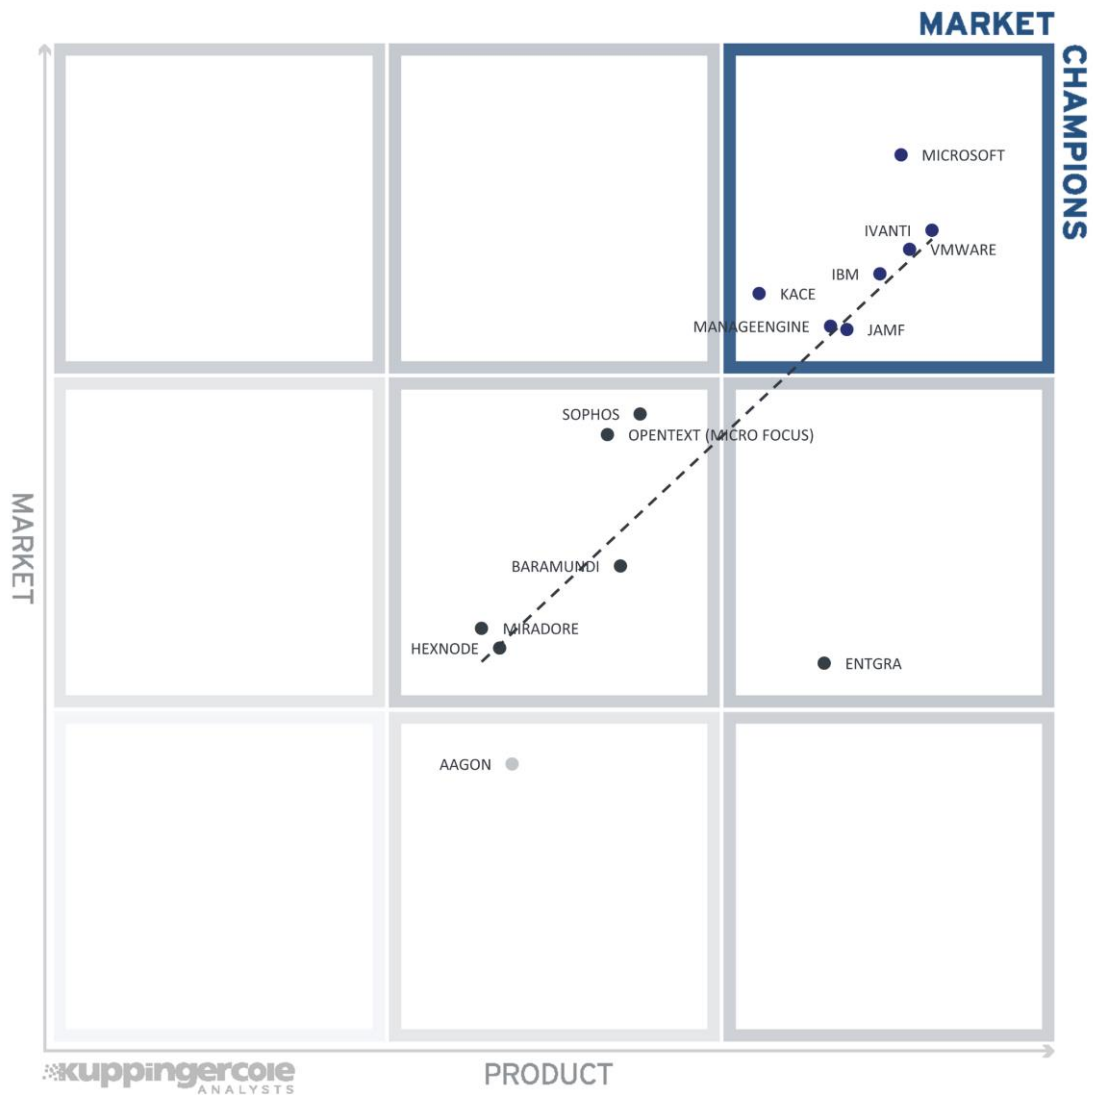 MARKET
CHAMPIONS
MICROSOFT
IVANTI
VMWARE
IBM
KACE
MANAGEENGINE
JAMF
SOPHOS
OPENTEXT (MICRO FOCUS)
MARKET
BARAMUNDI
MIRADORE
HEXNODE
ENTGRA
AAGON
kuppingercole
ANALYSTS
PRODUCT